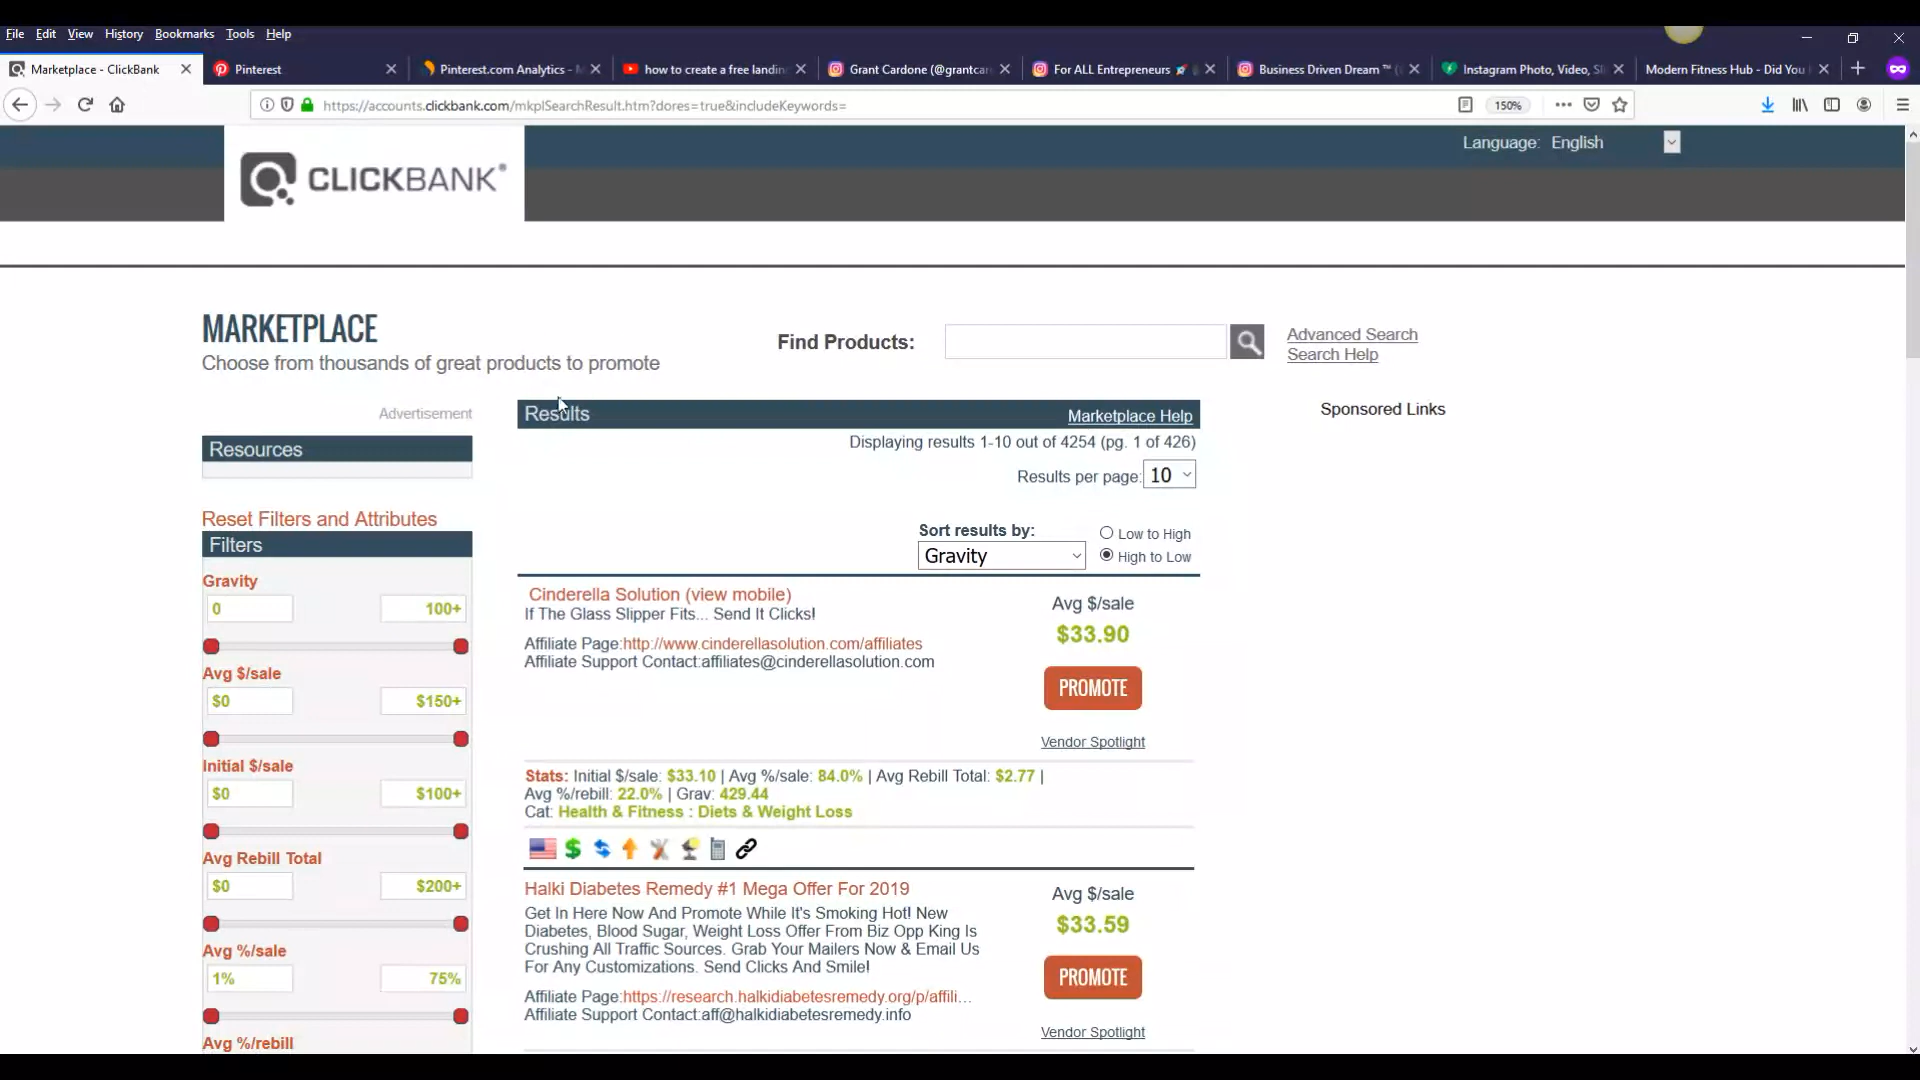 File Edit View History Bookmarks Tools Help
Marketplace - ClickBank
Pinterest
Pinterest.com Analytics -
how to create a free landin
Grant Cardone (@grantcar
For ALL Entrepreneurs 🚀
Business Driven Dream ™ (
Instagram Photo, Video, S
Modern Fitness Hub - Did You
https://accounts.clickbank.com/mkplSearchResult.htm?dores=true&includeKeywords=
150%
Language: English
CLICKBANK®
MARKETPLACE
Choose from thousands of great products to promote
Find Products:
Advanced Search
Search Help
Advertisement
Results
Marketplace Help
Sponsored Links
Displaying results 1-10 out of 4254 (pg. 1 of 426)
Results per page: 10
Resources
Reset Filters and Attributes
Filters
Gravity
0 100+
Avg $/sale
$0 $150+
Initial $/sale
$0 $100+
Avg Rebill Total
$0 $200+
Avg %/sale
1% 75%
Avg %/rebill
Sort results by:
Gravity
Low to High
High to Low
Cinderella Solution (view mobile)
If The Glass Slipper Fits... Send It Clicks!
Affiliate Page:http://www.cinderellasolution.com/affiliates
Affiliate Support Contact:affiliates@cinderellasolution.com
Avg $/sale
$33.90
PROMOTE
Vendor Spotlight
Stats: Initial $/sale: $33.10 | Avg %/sale: 84.0% | Avg Rebill Total: $2.77 |
Avg %/rebill: 22.0% | Grav: 429.44
Cat: Health & Fitness : Diets & Weight Loss
Halki Diabetes Remedy #1 Mega Offer For 2019
Get In Here Now And Promote While It's Smoking Hot! New
Diabetes, Blood Sugar, Weight Loss Offer From Biz Opp King Is
Crushing All Traffic Sources. Grab Your Mailers Now & Email Us
For Any Customizations. Send Clicks And Smile!
Affiliate Page:https://research.halkidiabetesremedy.org/p/affili...
Affiliate Support Contact:aff@halkidiabetesremedy.info
Avg $/sale
$33.59
PROMOTE
Vendor Spotlight